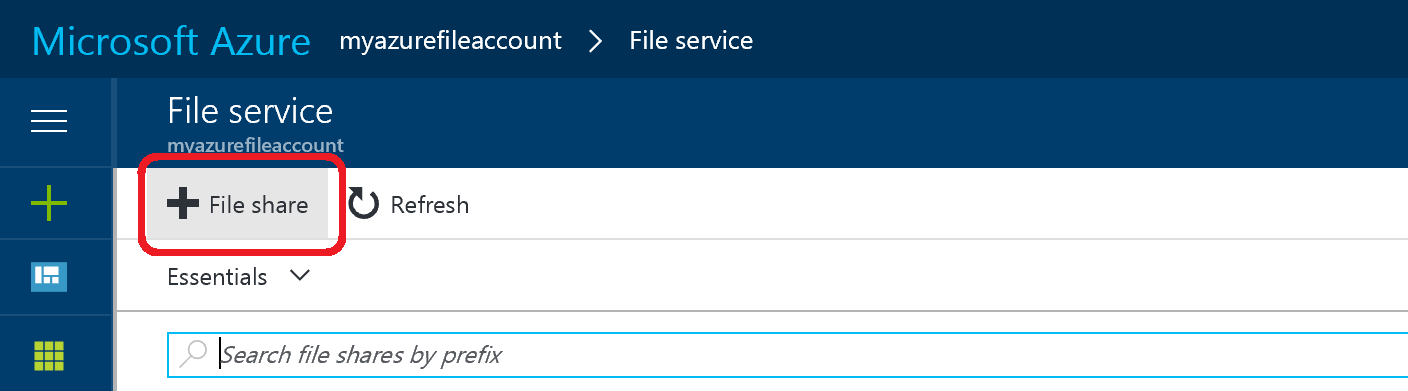 Microsoft Azure myazurefileaccount > File service
File service
myazurefileaccount
File share Refresh
Essentials
Search file shares by prefix